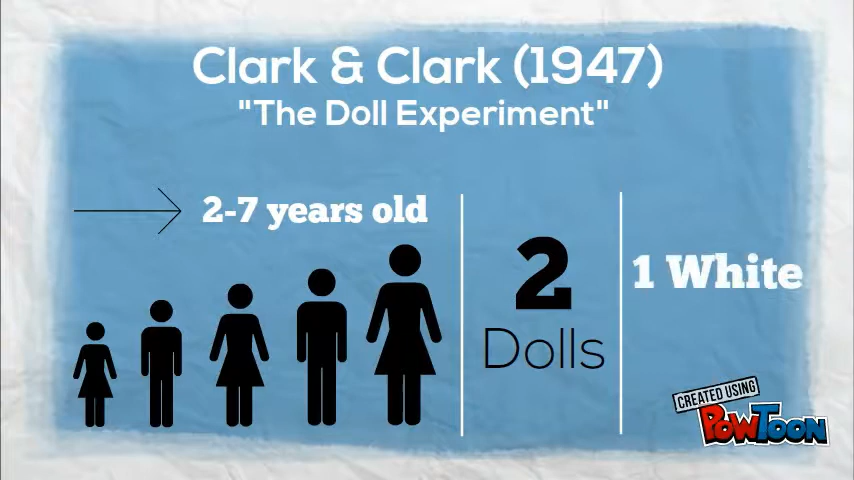 Clark & Clark (1947)
"The Doll Experiment"
2-7 years old
2
Dolls
1 White
CREATED USING
POWTOON